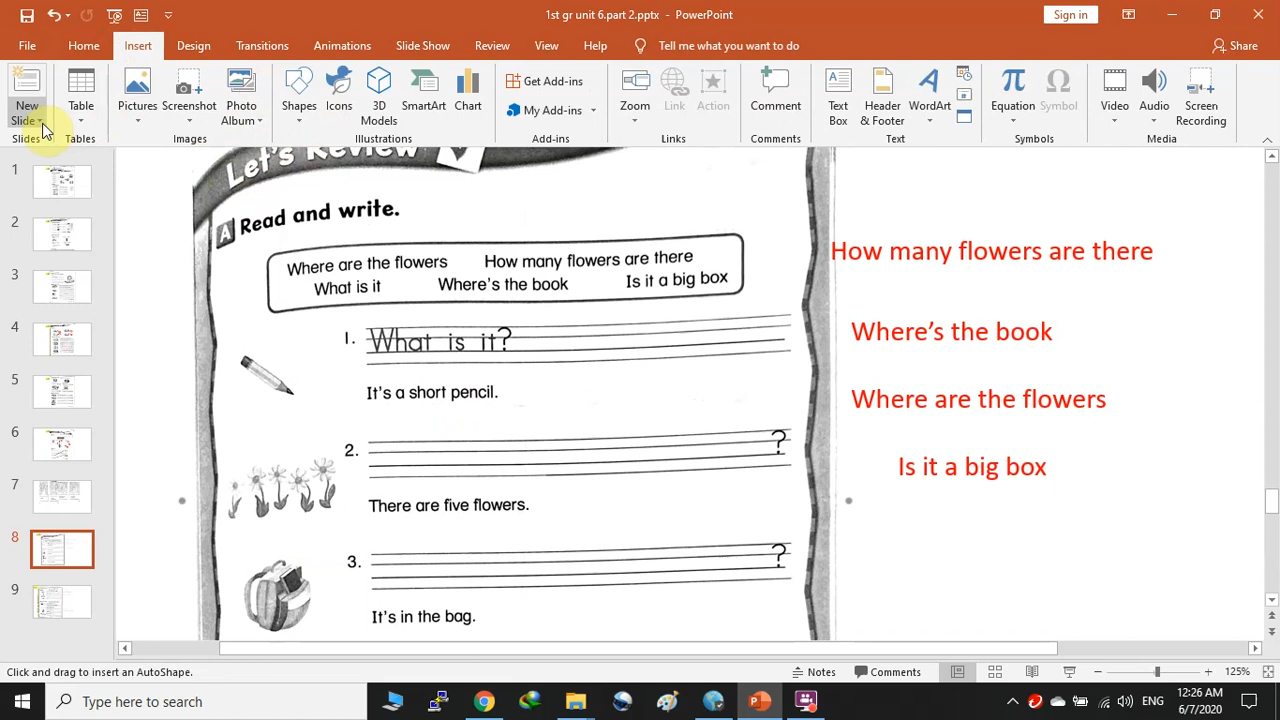 1st gr unit 6.part 2.pptx - PowerPoint
Sign in
File Home Insert Design Transitions Animations Slide Show Review View Help Tell me what you want to do Share
New Slide
Table
Pictures
Screenshot
Photo Album
Shapes
Icons
3D Models
SmartArt
Chart
Get Add-ins
My Add-ins
Zoom
Link
Action
Comment
Text Box
Header & Footer
WordArt
Equation
Symbol
Video
Audio
Screen Recording
Slides Tables Images Illustrations Add-ins Links Comments Text Symbols Media
1
2
3
4
5
6
7
8
9
Let's Review
A Read and write.
Where are the flowers How many flowers are there
What is it Where's the book Is it a big box
1. What is it?
It's a short pencil.
2. ?
There are five flowers.
3. ?
It's in the bag.
How many flowers are there
Where's the book
Where are the flowers
Is it a big box
Click and drag to insert an AutoShape.
Notes Comments 125%
Type here to search
ENG
12:26 AM
6/7/2020